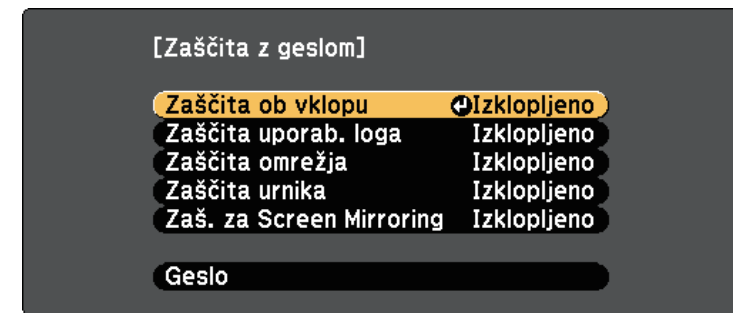 [Zaščita z geslom]
Zaščita ob vklopu Izklopljeno
Zaščita uporab. loga Izklopljeno
Zaščita omrežja Izklopljeno
Zaščita urnika Izklopljeno
Zaš. za Screen Mirroring Izklopljeno
Geslo